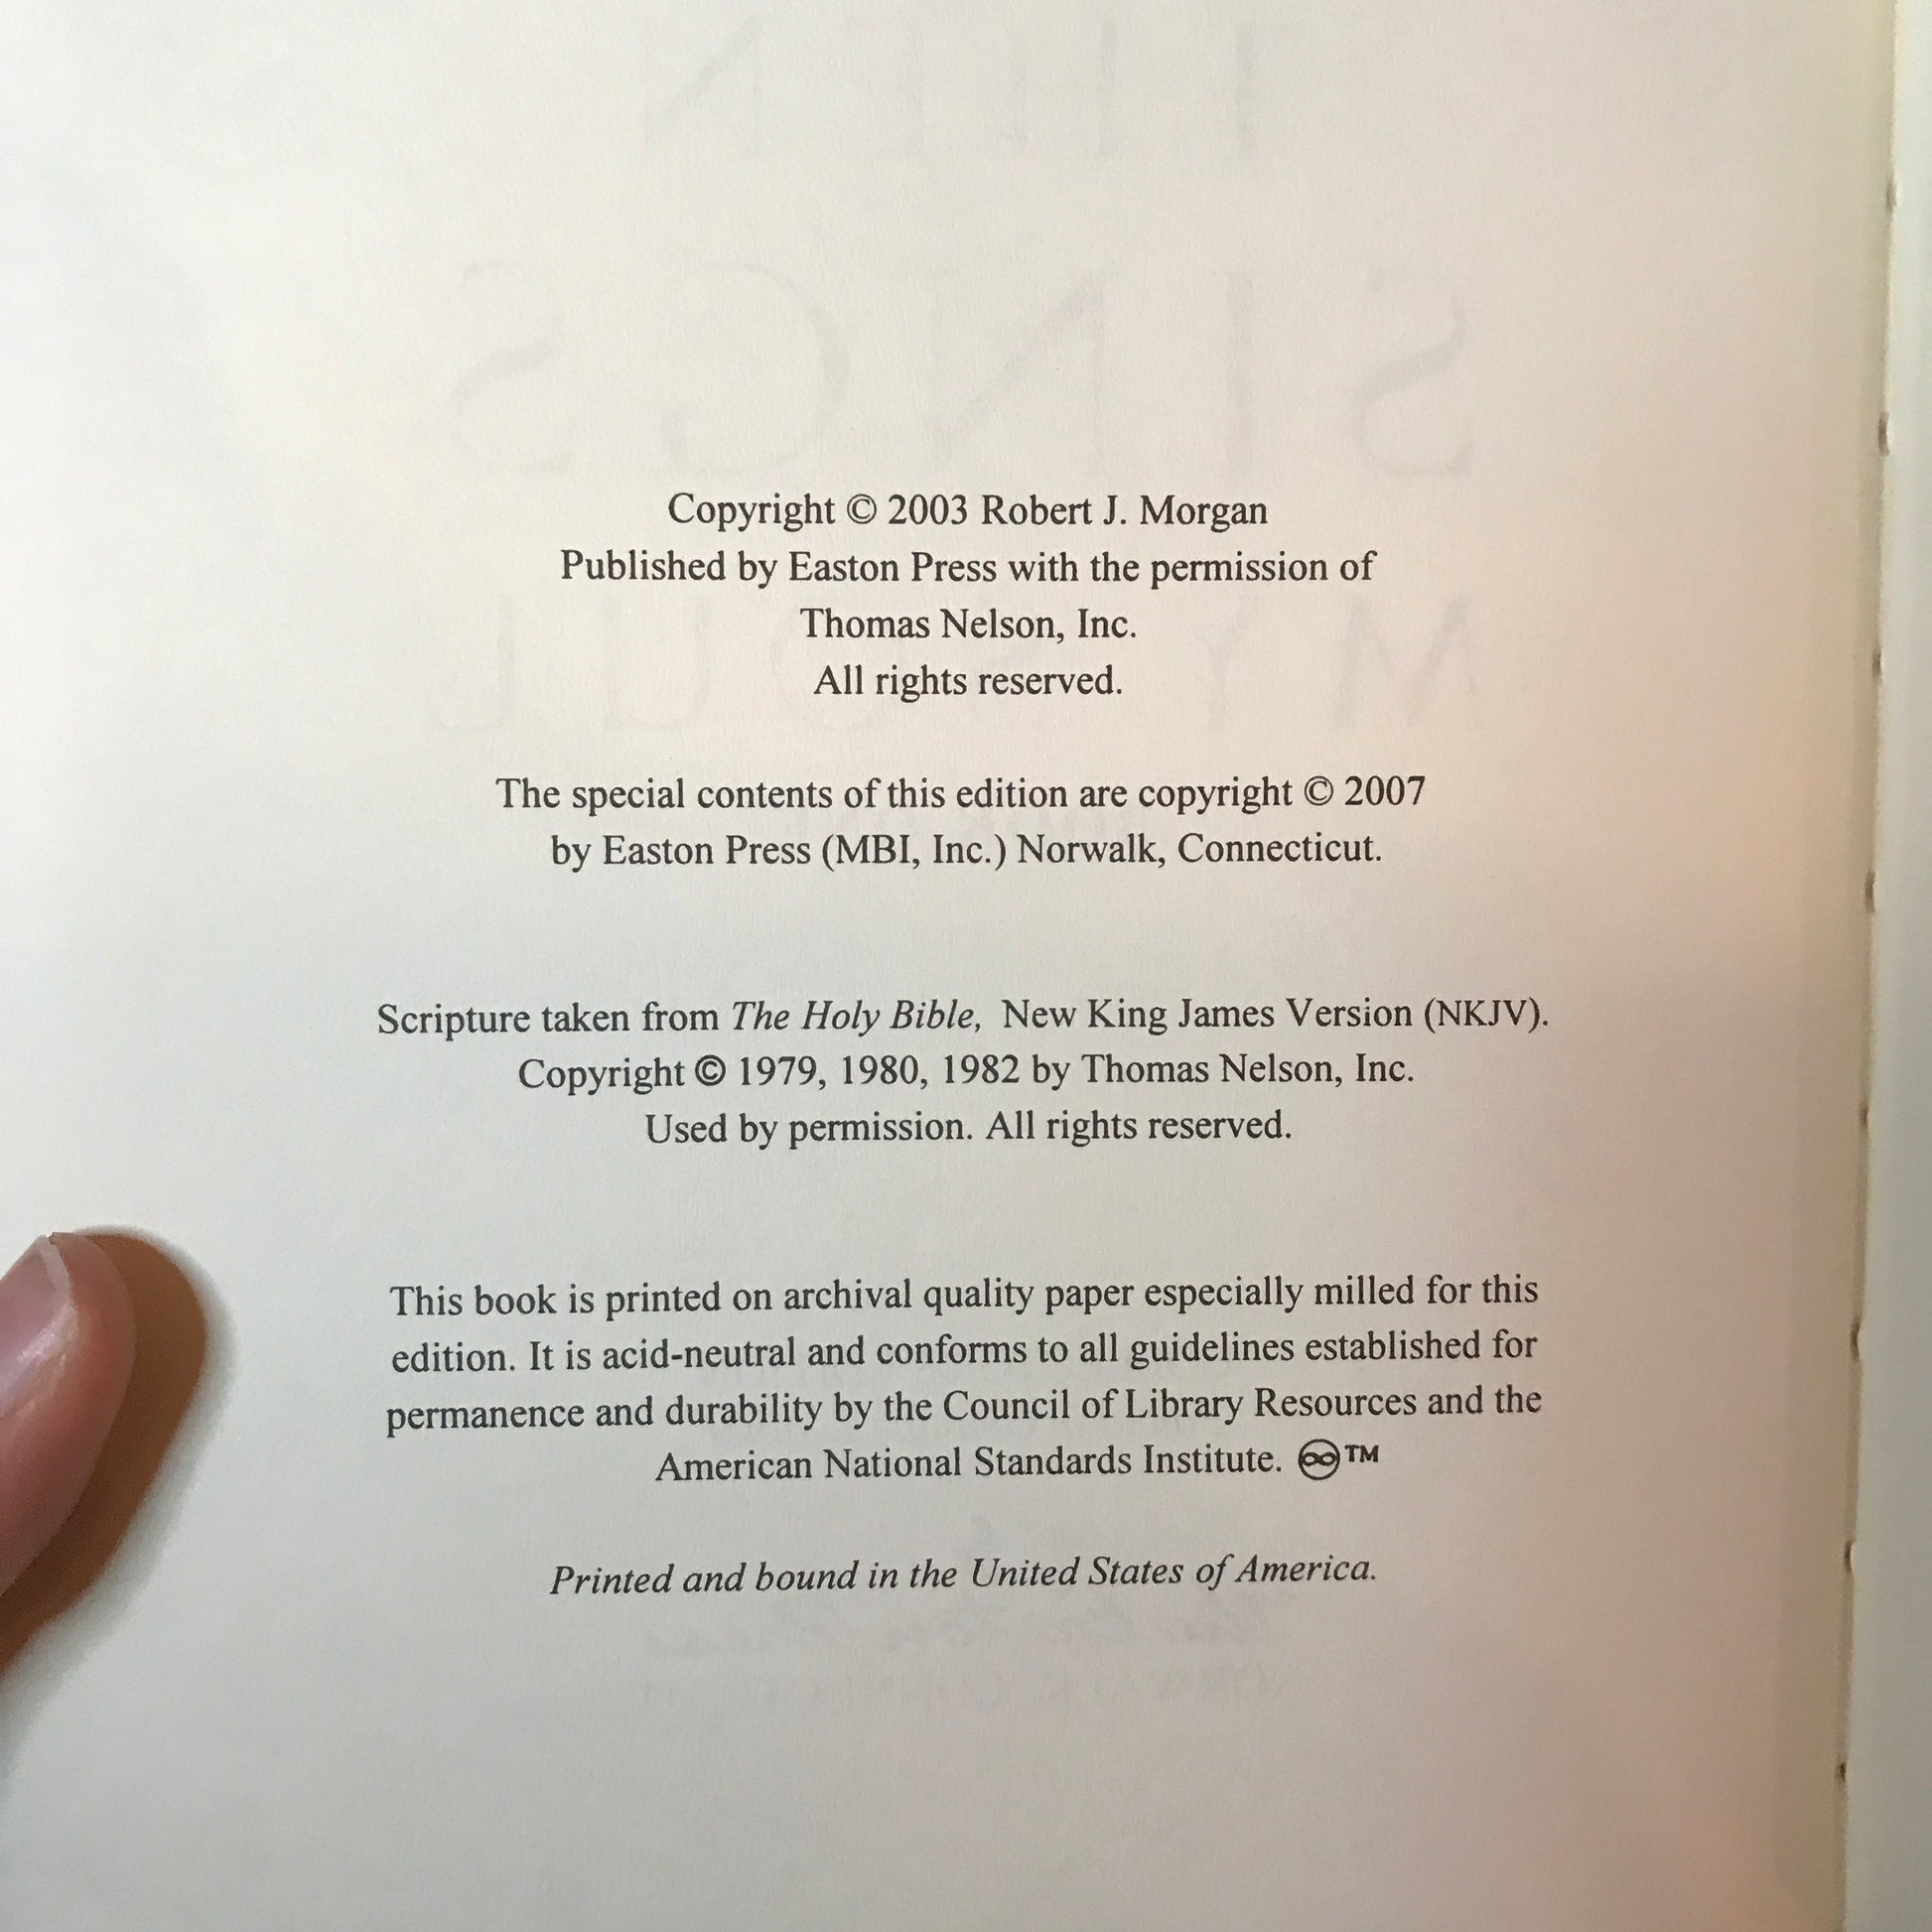 THEN
SINGS
MY SOUL
Copyright © 2003 Robert J. Morgan
Published by Easton Press with the permission of
Thomas Nelson, Inc.
All rights reserved.
The special contents of this edition are copyright © 2007
by Easton Press (MBI, Inc.) Norwalk, Connecticut.
Scripture taken from The Holy Bible, New King James Version (NKJV).
Copyright © 1979, 1980, 1982 by Thomas Nelson, Inc.
Used by permission. All rights reserved.
This book is printed on archival quality paper especially milled for this
edition. It is acid-neutral and conforms to all guidelines established for
permanence and durability by the Council of Library Resources and the
American National Standards Institute. ♾™
Printed and bound in the United States of America.